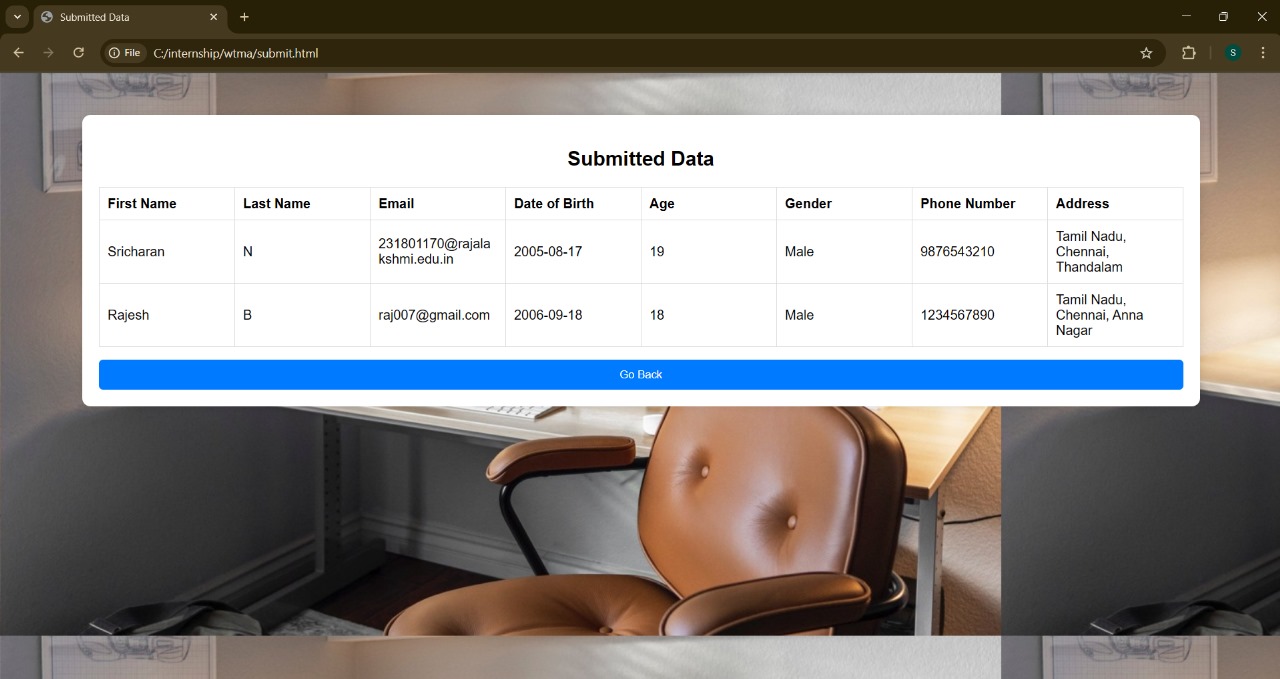 Submitted Data
File C:/internship/wtma/submit.html
S
Submitted Data
First Name Last Name Email Date of Birth Age Gender Phone Number Address
Sricharan N 231801170@rajala 2005-08-17 19 Male 9876543210 Tamil Nadu,
kshmi.edu.in Chennai,
Thandalam
Rajesh B raj007@gmail.com 2006-09-18 18 Male 1234567890 Tamil Nadu,
Chennai, Anna
Nagar
Go Back